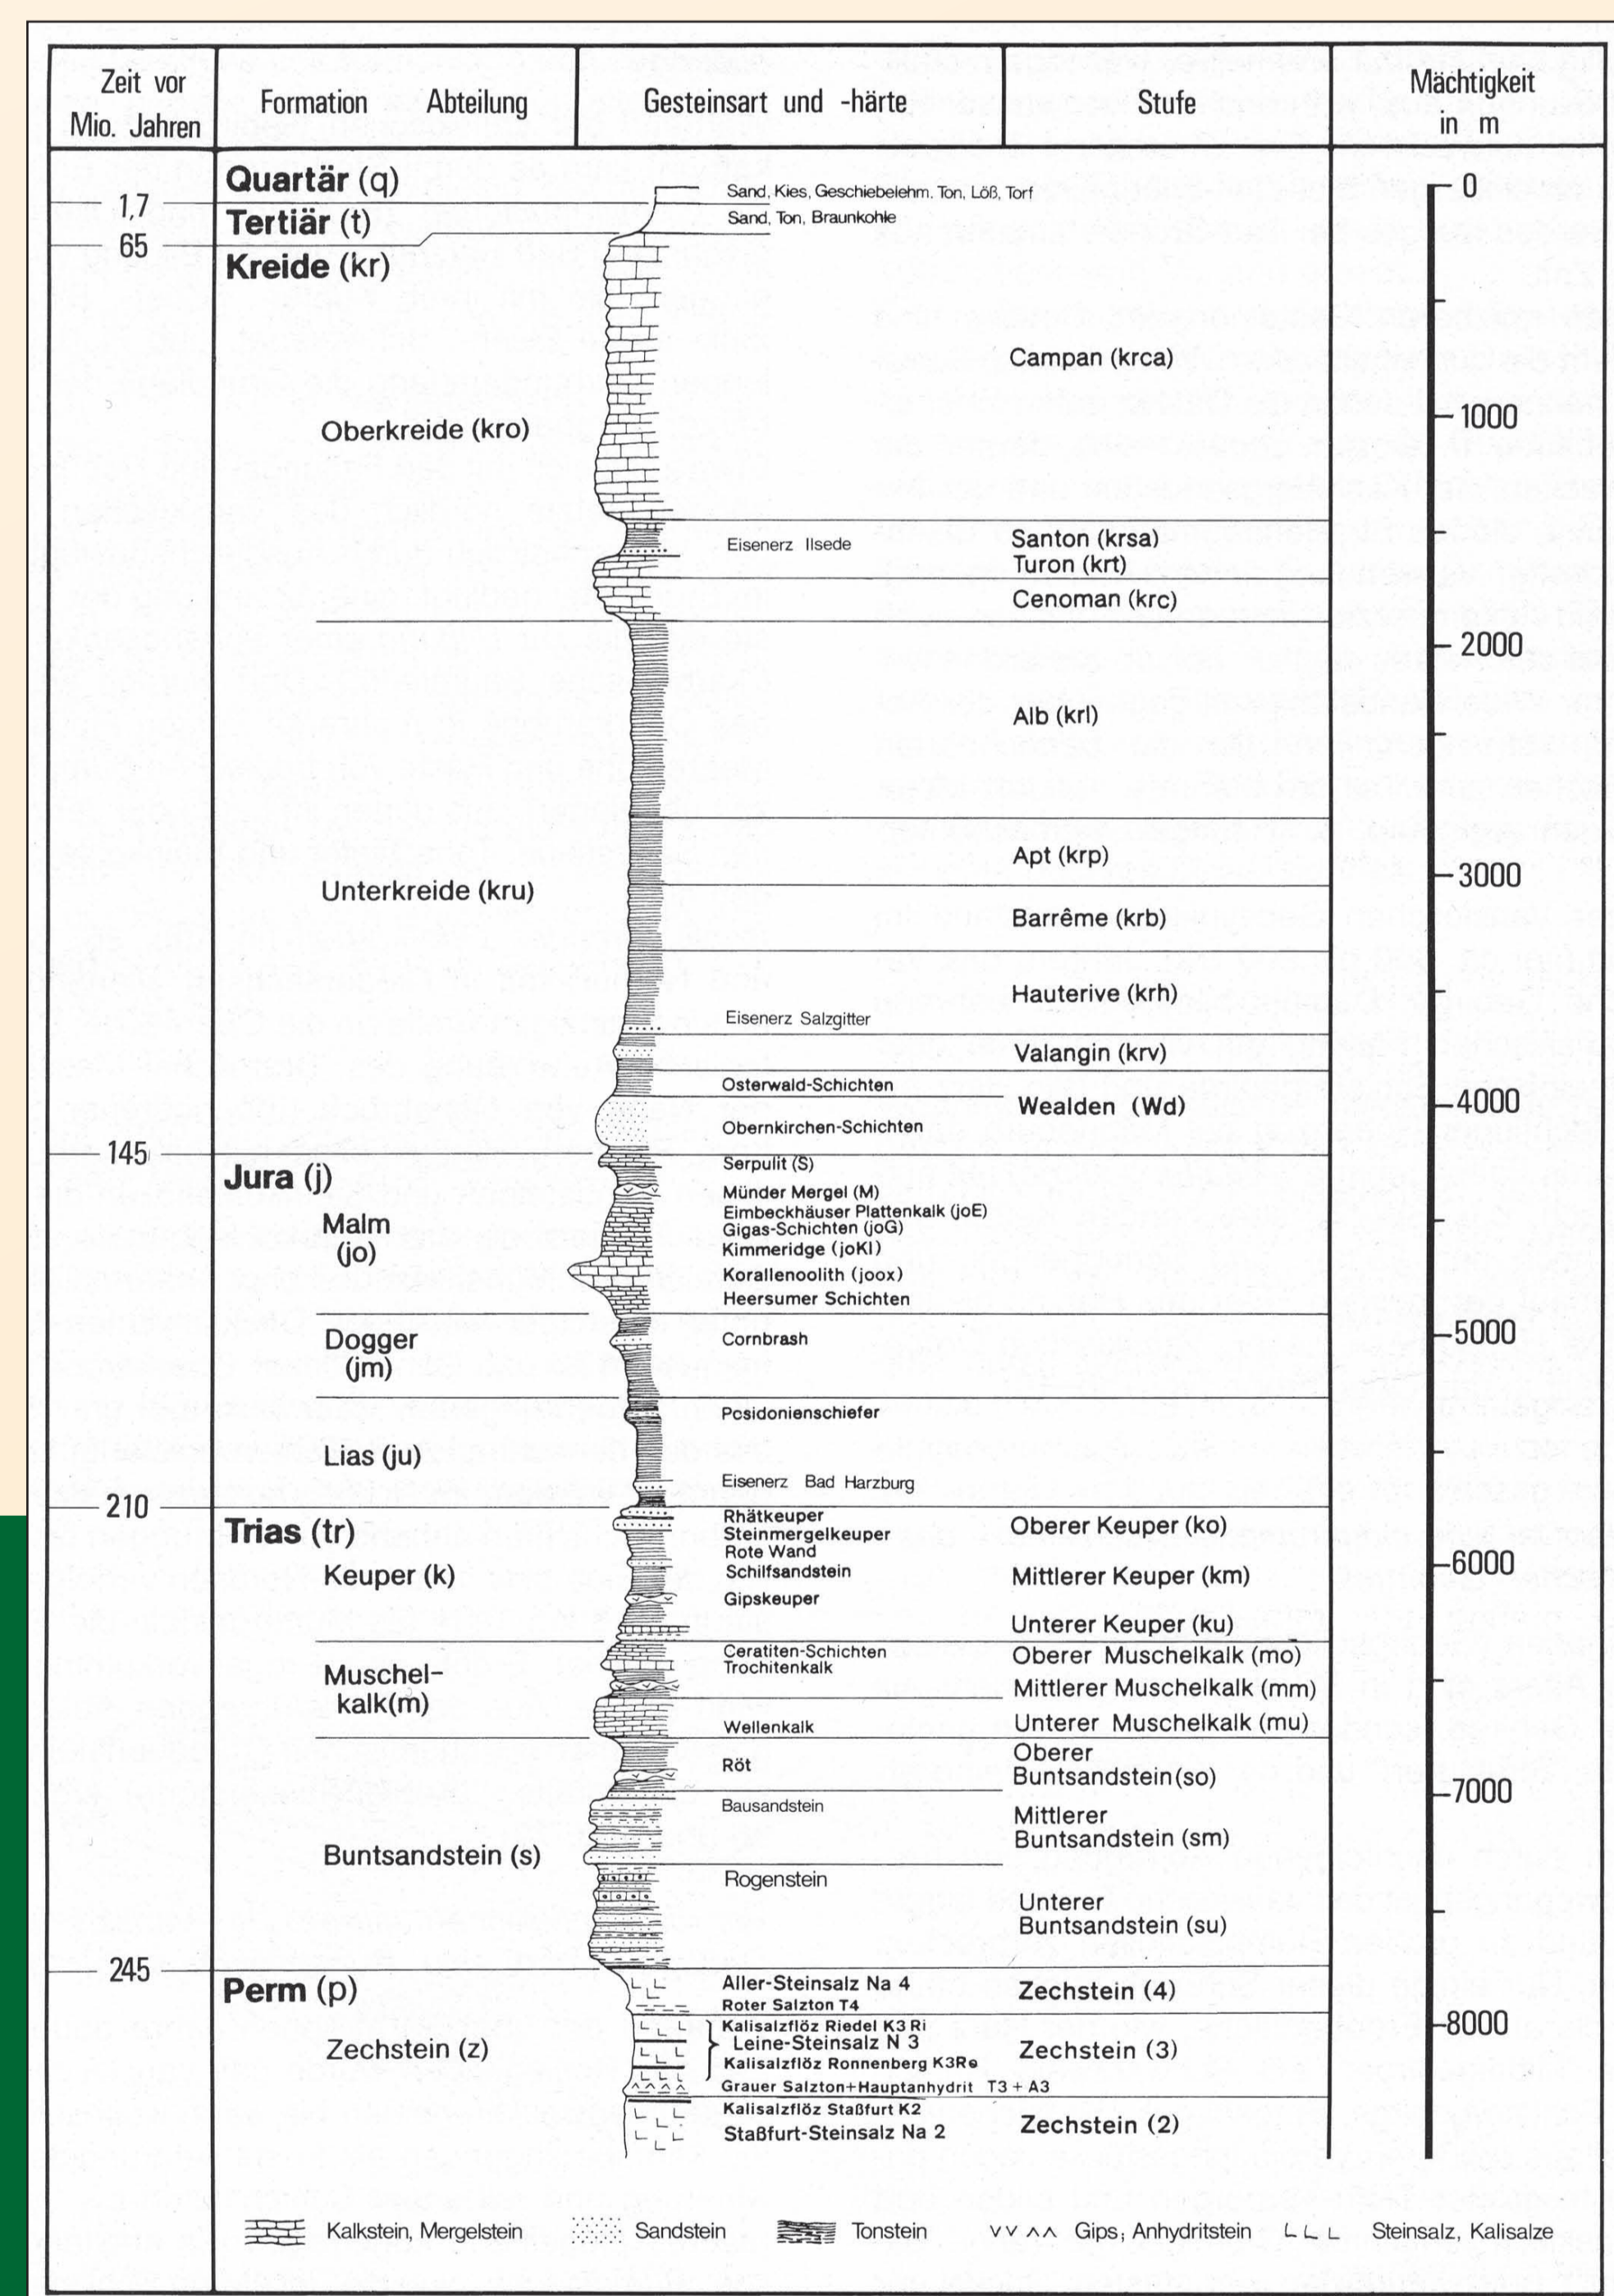 Zeit vor
Mio. Jahren
Formation Abteilung
Gesteinsart und -härte
Stufe
Mächtigkeit
in m
Quartär (q)
Sand, Kies, Geschiebelehm, Ton, Löß, Torf
0
1,7
Tertiär (t)
Sand, Ton, Braunkohle
65
Kreide (kr)
Campan (krca)
1000
Oberkreide (kro)
Eisenerz Ilsede
Santon (krsa)
Turon (krt)
Cenoman (krc)
2000
Alb (krl)
Apt (krp)
3000
Unterkreide (kru)
Barrême (krb)
Hauterive (krh)
Eisenerz Salzgitter
Valangin (krv)
Osterwald-Schichten
Wealden (Wd)
4000
Obernkirchen-Schichten
145
Serpulit (S)
Jura (j)
Münder Mergel (M)
Eimbeckhäuser Plattenkalk (joE)
Malm
(jo)
Gigas-Schichten (joG)
Kimmeridge (joKI)
Korallenoolith (joox)
Heersumer Schichten
5000
Dogger
(jm)
Cornbrash
Posidonienschiefer
Lias (ju)
Eisenerz Bad Harzburg
210
Trias (tr)
Rhätkeuper
Steinmergelkeuper
Oberer Keuper (ko)
Rote Wand
6000
Keuper (k)
Schilfsandstein
Mittlerer Keuper (km)
Gipskeuper
Unterer Keuper (ku)
Ceratiten-Schichten
Oberer Muschelkalk (mo)
Trochitenkalk
Muschel-
kalk(m)
Mittlerer Muschelkalk (mm)
Wellenkalk
Unterer Muschelkalk (mu)
Röt
Oberer
Buntsandstein (so)
7000
Bausandstein
Mittlerer
Buntsandstein (sm)
Buntsandstein (s)
Rogenstein
Unterer
Buntsandstein (su)
245
Perm (p)
Aller-Steinsalz Na 4
Zechstein (4)
Roter Salzton T4
Kalisalzflöz Riedel K3 Ri
8000
Zechstein (z)
Leine-Steinsalz N 3
Zechstein (3)
Kalisalzflöz Ronnenberg K3Re
Grauer Salzton+Hauptanhydrit T3 + A3
Kalisalzflöz Staßfurt K2
Zechstein (2)
Staßfurt-Steinsalz Na 2
Kalkstein, Mergelstein
Sandstein
Tonstein
Gips; Anhydritstein
Steinsalz, Kalisalze